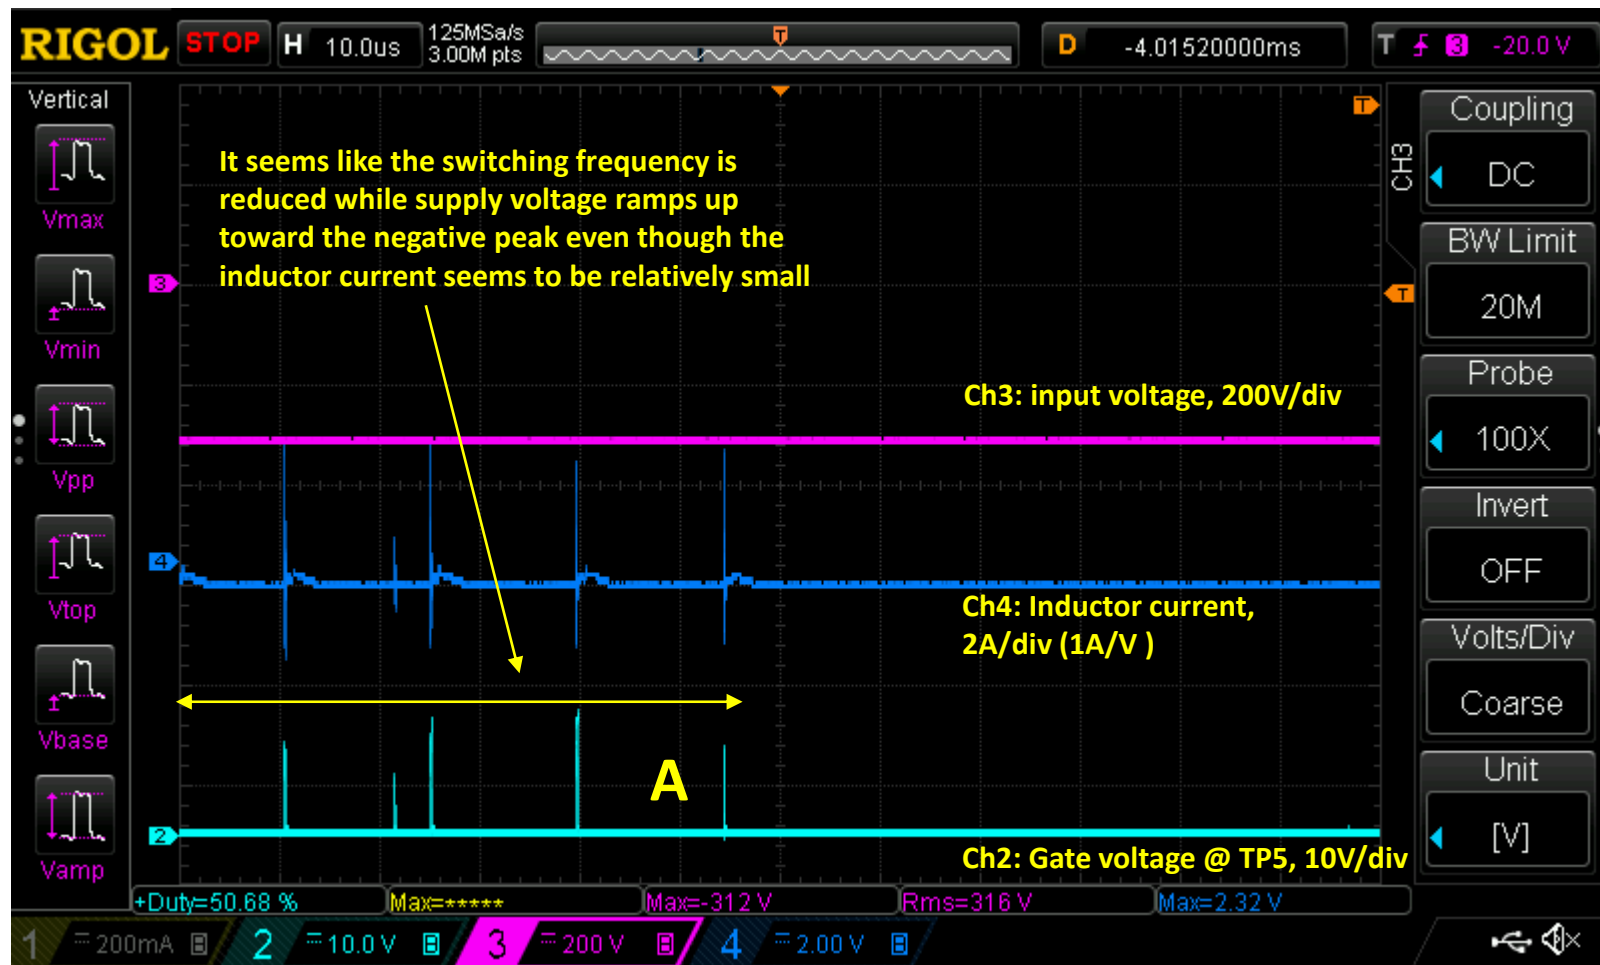 RIGOL STOP H 10.0us 125MSa/s 3.00M pts T D -4.01520000ms T 3 -20.0 V
Vertical
Vmax
Vmin
Vpp
Vtop
Vbase
Vamp
T
It seems like the switching frequency is
reduced while supply voltage ramps up
toward the negative peak even though the
inductor current seems to be relatively small
3
T
Ch3: input voltage, 200V/div
4
Ch4: Inductor current,
2A/div (1A/V )
A
2
Ch2: Gate voltage @ TP5, 10V/div
CH3
Coupling
DC
BW Limit
20M
Probe
100X
Invert
OFF
Volts/Div
Coarse
Unit
[V]
+Duty=50.68 % Max=***** Max=-312 V Rms=316 V Max=2.32 V
1 200mA B 2 10.0 V B 3 200 V B 4 2.00 V B